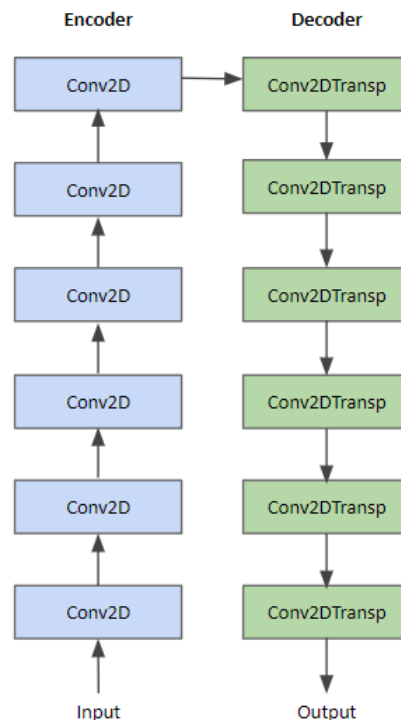 Encoder
Decoder
Conv2D
Conv2DTransp
Conv2D
Conv2DTransp
Conv2D
Conv2DTransp
Conv2D
Conv2DTransp
Conv2D
Conv2DTransp
Conv2D
Conv2DTransp
Input
Output